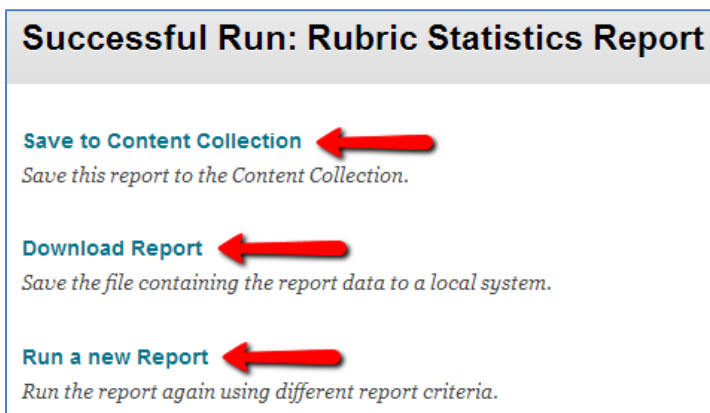 Successful Run: Rubric Statistics Report
Save to Content Collection
Save this report to the Content Collection.
Download Report
Save the file containing the report data to a local system.
Run a new Report
Run the report again using different report criteria.